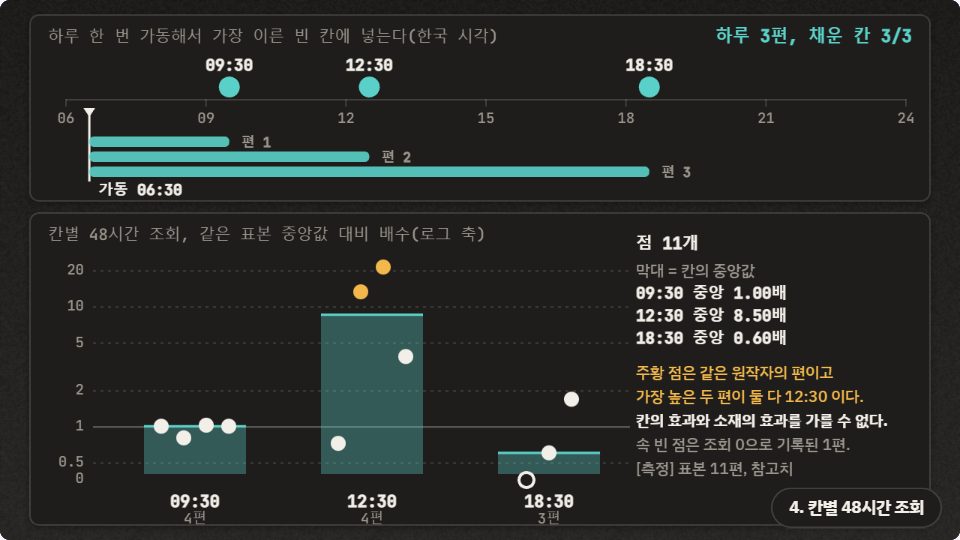 하루 한 번 가동해서 가장 이른 빈 칸에 넣는다(한국 시각)
하루 3편, 채운 칸 3/3
09:30 12:30 18:30
06 09 12 15 18 21 24
편 1
편 2
편 3
가동 06:30
칸별 48시간 조회, 같은 표본 중앙값 대비 배수(로그 축)
20
10
5
2
1
0.5
0
09:30 12:30 18:30
4편 4편 3편
점 11개
막대 = 칸의 중앙값
09:30 중앙 1.00배
12:30 중앙 8.50배
18:30 중앙 0.60배
주황 점은 같은 원작자의 편이고
가장 높은 두 편이 둘 다 12:30 이다.
칸의 효과와 소재의 효과를 가를 수 없다.
속 빈 점은 조회 0으로 기록된 1편.
[측정] 표본 11편, 참고치
4. 칸별 48시간 조회